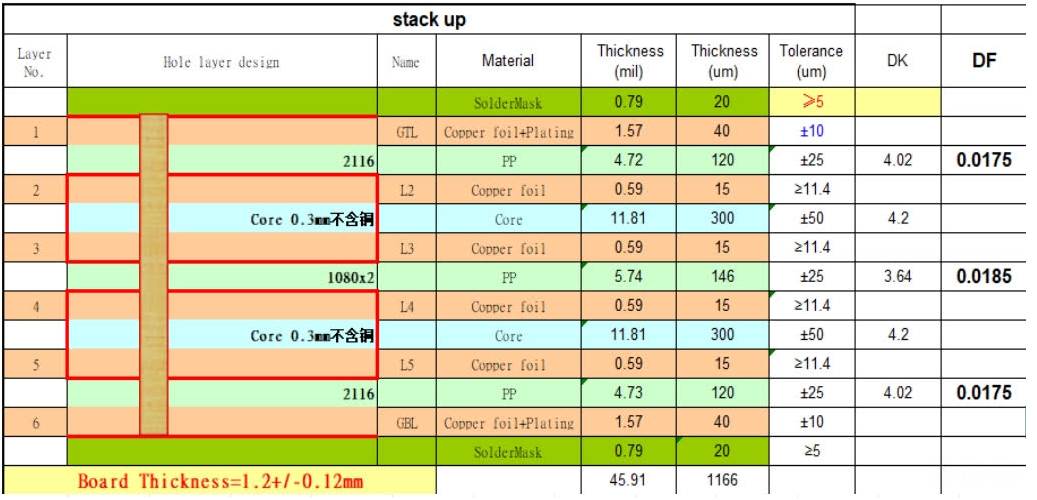 stack up
Layer No. Hole layer design Name Material Thickness (mil) Thickness (um) Tolerance (um) DK DF
SolderMask 0.79 20 ≥5
1 GTL Copper foil+Plating 1.57 40 ±10
2116 PP 4.72 120 ±25 4.02 0.0175
2 L2 Copper foil 0.59 15 ≥11.4
Core 0.3mm不含铜 Core 11.81 300 ±50 4.2
3 L3 Copper foil 0.59 15 ≥11.4
1080x2 PP 5.74 146 ±25 3.64 0.0185
4 L4 Copper foil 0.59 15 ≥11.4
Core 0.3mm不含铜 Core 11.81 300 ±50 4.2
5 L5 Copper foil 0.59 15 ≥11.4
2116 PP 4.73 120 ±25 4.02 0.0175
6 GBL Copper foil+Plating 1.57 40 ±10
SolderMask 0.79 20 ≥5
Board Thickness=1.2+/-0.12mm 45.91 1166